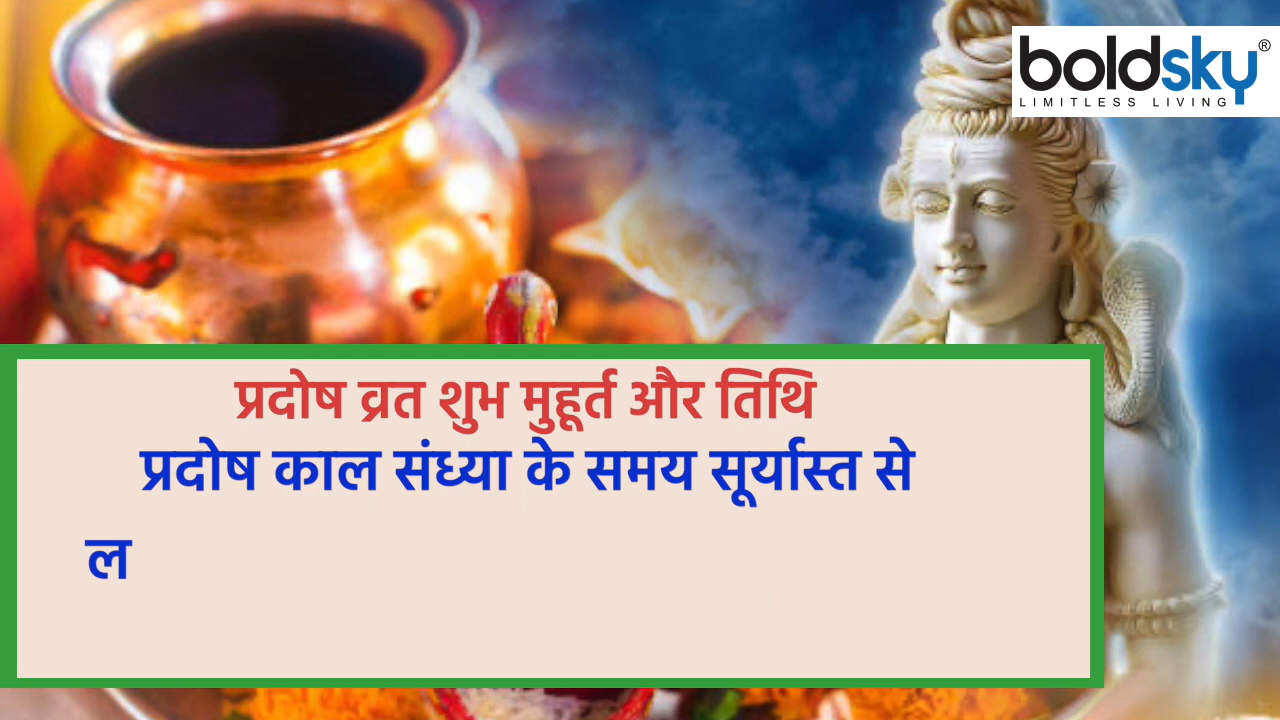 boldsky®
LIMITLESS LIVING
प्रदोष व्रत शुभ मुहूर्त और तिथि
प्रदोष काल संध्या के समय सूर्यास्त से
ल